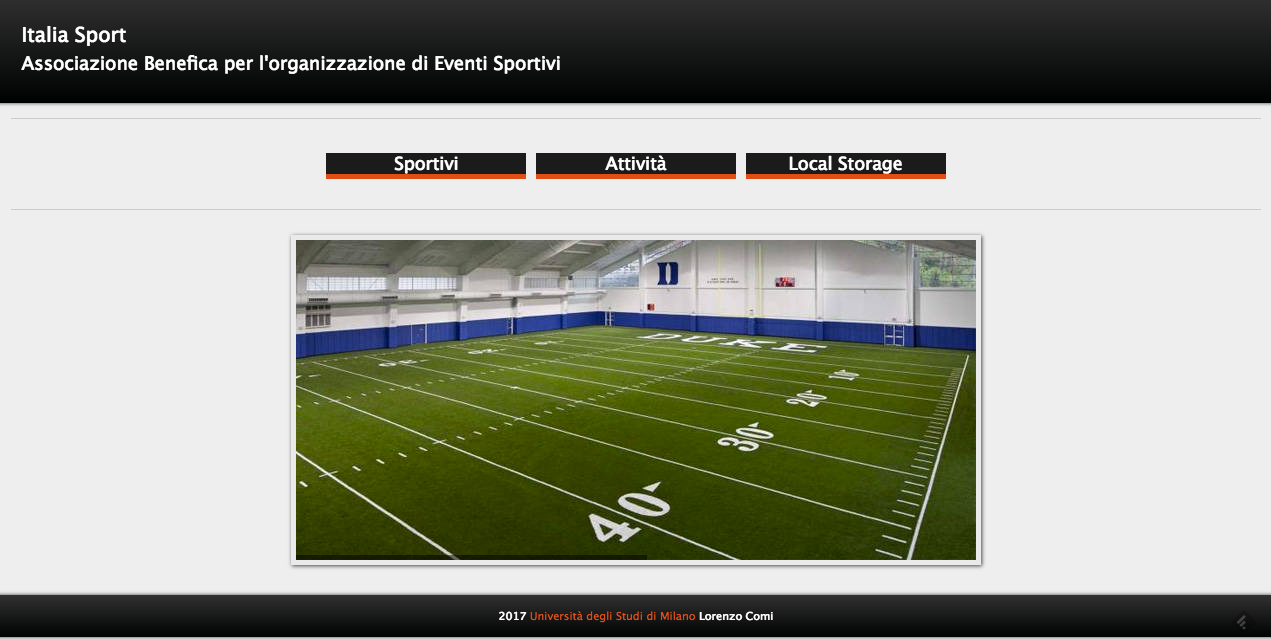 Italia Sport
Associazione Benefica per l'organizzazione di Eventi Sportivi
Sportivi
Attività
Local Storage
D
DUKE
10
20
30
40
2017 Università degli Studi di Milano Lorenzo Comi